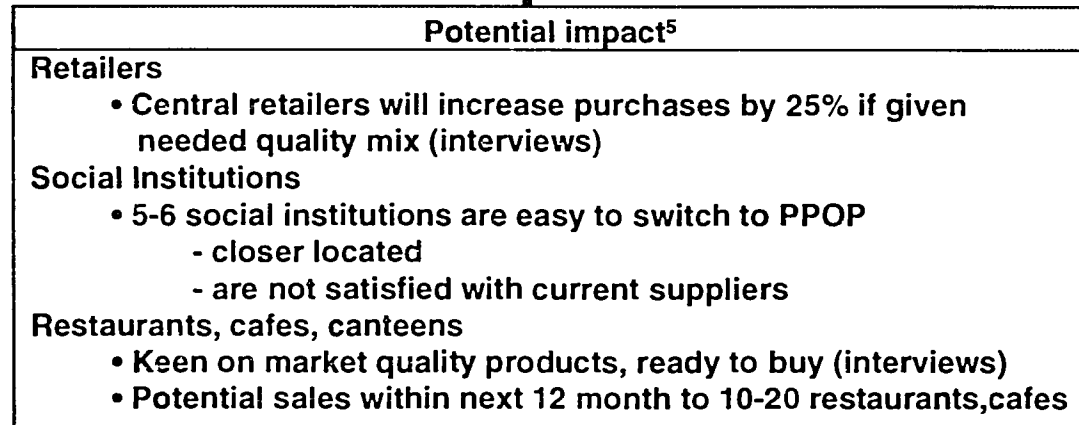 Potential impact⁵
Retailers
• Central retailers will increase purchases by 25% if given
needed quality mix (interviews)
Social Institutions
• 5-6 social institutions are easy to switch to PPOP
- closer located
- are not satisfied with current suppliers
Restaurants, cafes, canteens
• Keen on market quality products, ready to buy (interviews)
• Potential sales within next 12 month to 10-20 restaurants,cafes